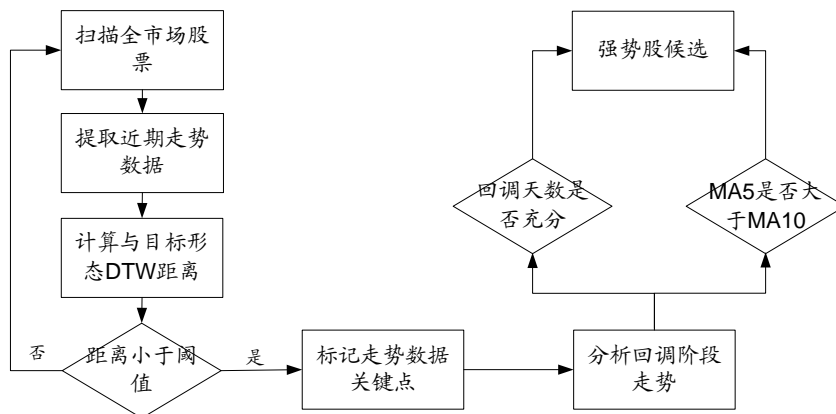 扫描全市场股
票
提取近期走势
数据
计算与目标形
态DTW距离
距离小于阈
值
否
是
标记走势数据
关键点
分析回调阶段
走势
回调天数是
否充分
MA5是否大
于MA10
强势股候选